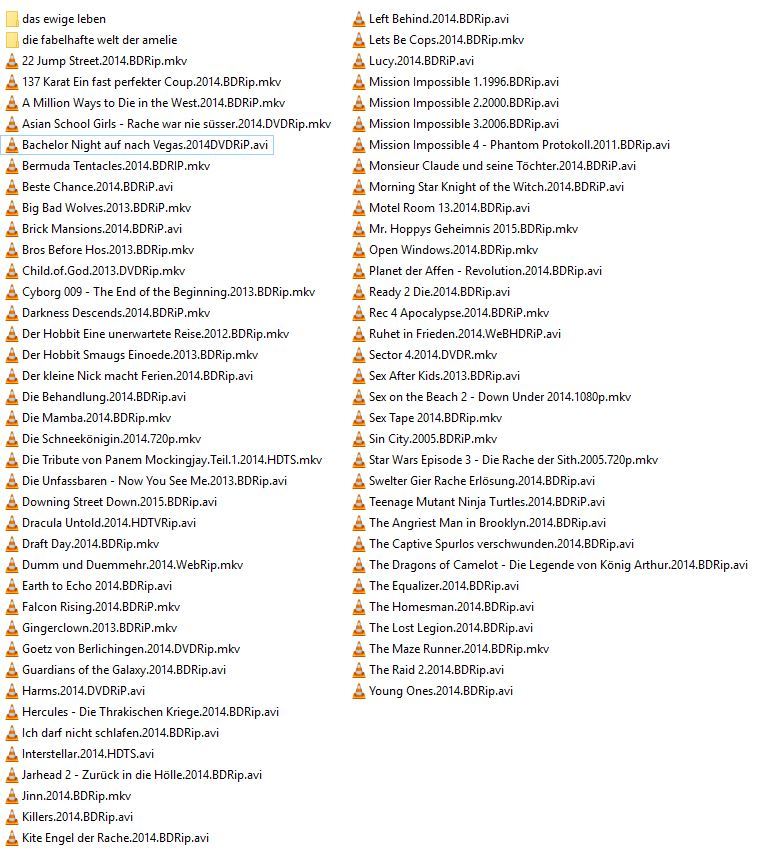 das ewige leben
die fabelhafte welt der amelie
22 Jump Street.2014.BDRip.mkv
137 Karat Ein fast perfekter Coup.2014.BDRip.mkv
A Million Ways to Die in the West.2014.BDRiP.mkv
Asian School Girls - Rache war nie süsser.2014.DVDRip.mkv
Bachelor Night auf nach Vegas.2014DVDRiP.avi
Bermuda Tentacles.2014.BDRIP.mkv
Beste Chance.2014.BDRiP.avi
Big Bad Wolves.2013.BDRiP.mkv
Brick Mansions.2014.BDRiP.avi
Bros Before Hos.2013.BDRip.mkv
Child.of.God.2013.DVDRip.mkv
Cyborg 009 - The End of the Beginning.2013.BDRip.mkv
Darkness Descends.2014.BDRiP.mkv
Der Hobbit Eine unerwartete Reise.2012.BDRip.mkv
Der Hobbit Smaugs Einoede.2013.BDRip.mkv
Der kleine Nick macht Ferien.2014.BDRip.avi
Die Behandlung.2014.BDRip.avi
Die Mamba.2014.BDRip.mkv
Die Schneekönigin.2014.720p.mkv
Die Tribute von Panem Mockingjay.Teil.1.2014.HDTS.mkv
Die Unfassbaren - Now You See Me.2013.BDRip.avi
Downing Street Down.2015.BDRip.avi
Dracula Untold.2014.HDTVRip.avi
Draft Day.2014.BDRip.mkv
Dumm und Duemmehr.2014.WebRip.mkv
Earth to Echo 2014.BDRip.avi
Falcon Rising.2014.BDRiP.mkv
Gingerclown.2013.BDRiP.mkv
Goetz von Berlichingen.2014.DVDRip.mkv
Guardians of the Galaxy.2014.BDRip.avi
Harms.2014.DVDRiP.avi
Hercules - Die Thrakischen Kriege.2014.BDRip.avi
Ich darf nicht schlafen.2014.BDRip.avi
Interstellar.2014.HDTS.avi
Jarhead 2 - Zurück in die Hölle.2014.BDRip.avi
Jinn.2014.BDRip.mkv
Killers.2014.BDRip.avi
Kite Engel der Rache.2014.BDRip.avi
Left Behind.2014.BDRip.avi
Lets Be Cops.2014.BDRip.mkv
Lucy.2014.BDRiP.avi
Mission Impossible 1.1996.BDRip.avi
Mission Impossible 2.2000.BDRip.avi
Mission Impossible 3.2006.BDRip.avi
Mission Impossible 4 - Phantom Protokoll.2011.BDRip.avi
Monsieur Claude und seine Töchter.2014.BDRiP.avi
Morning Star Knight of the Witch.2014.BDRiP.avi
Motel Room 13.2014.BDRip.avi
Mr. Hoppys Geheimnis 2015.BDRip.mkv
Open Windows.2014.BDRip.mkv
Planet der Affen - Revolution.2014.BDRip.avi
Ready 2 Die.2014.BDRip.avi
Rec 4 Apocalypse.2014.BDRiP.mkv
Ruhet in Frieden.2014.WeBHDRiP.avi
Sector 4.2014.DVDR.mkv
Sex After Kids.2013.BDRip.avi
Sex on the Beach 2 - Down Under 2014.1080p.mkv
Sex Tape 2014.BDRip.mkv
Sin City.2005.BDRiP.mkv
Star Wars Episode 3 - Die Rache der Sith.2005.720p.mkv
Swelter Gier Rache Erlösung.2014.BDRip.avi
Teenage Mutant Ninja Turtles.2014.BDRiP.avi
The Angriest Man in Brooklyn.2014.BDRip.avi
The Captive Spurlos verschwunden.2014.BDRip.avi
The Dragons of Camelot - Die Legende von König Arthur.2014.BDRip.avi
The Equalizer.2014.BDRip.avi
The Homesman.2014.BDRip.avi
The Lost Legion.2014.BDRip.avi
The Maze Runner.2014.BDRip.mkv
The Raid 2.2014.BDRip.avi
Young Ones.2014.BDRip.avi